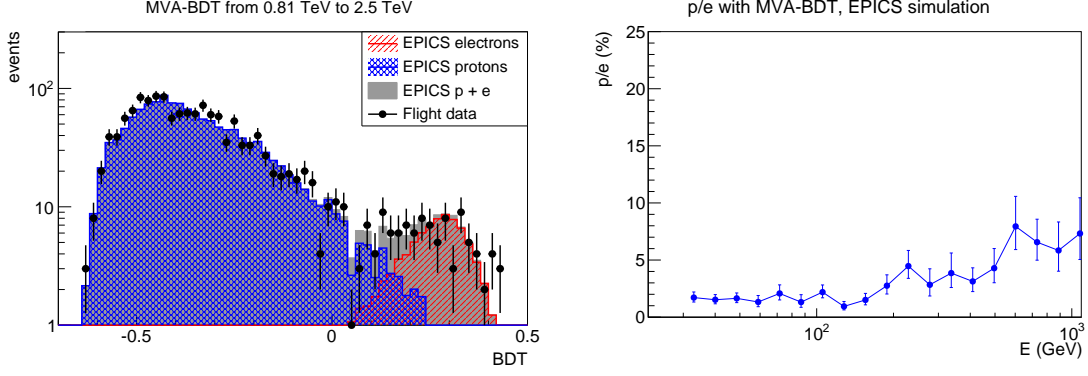 MVA-BDT from 0.81 TeV to 2.5 TeV
events
10²
10
1
EPICS electrons
EPICS protons
EPICS p + e
Flight data
-0.5
0
0.5
BDT
p/e with MVA-BDT, EPICS simulation
p/e (%)
25
20
15
10
5
0
10²
10³
E (GeV)